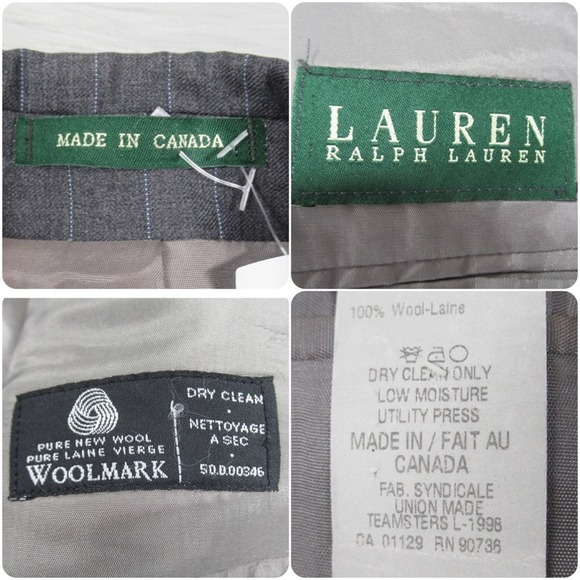 MADE IN CANADA
LAUREN
RALPH LAUREN
PURE NEW WOOL
PURE LAINE VIERGE
WOOLMARK
DRY CLEAN
•
NETTOYAGE
A SEC
•
50.D.00346
100% Wool-Laine
DRY CLEAN ONLY
LOW MOISTURE
UTILITY PRESS
MADE IN / FAIT AU
CANADA
FAB. SYNDICALE
UNION MADE
TEAMSTERS L-1998
CA 01129 RN 90736